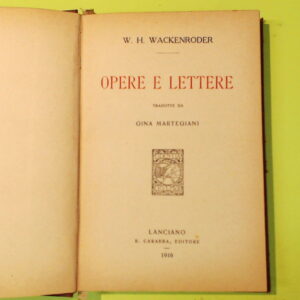 W. H. WACKENRODER
OPERE E LETTERE
TRADOTTE DA
GINA MARTEGIANI
LANCIANO
R. CARABBA, EDITORE
1916